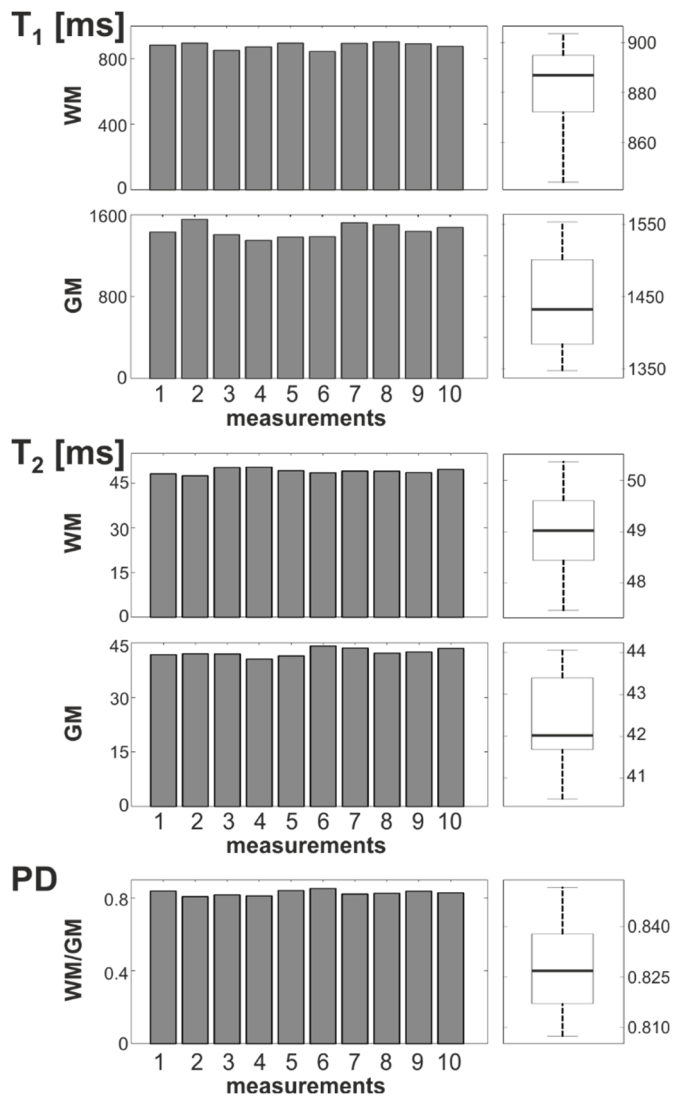 T₁ [ms]
WM
800
400
0
900
880
860
GM
1600
800
0
1550
1450
1350
1 2 3 4 5 6 7 8 9 10
measurements
T₂ [ms]
WM
45
30
15
0
50
49
48
GM
45
30
15
0
44
43
42
41
1 2 3 4 5 6 7 8 9 10
measurements
PD
WM/GM
0.8
0.4
0
0.840
0.825
0.810
1 2 3 4 5 6 7 8 9 10
measurements